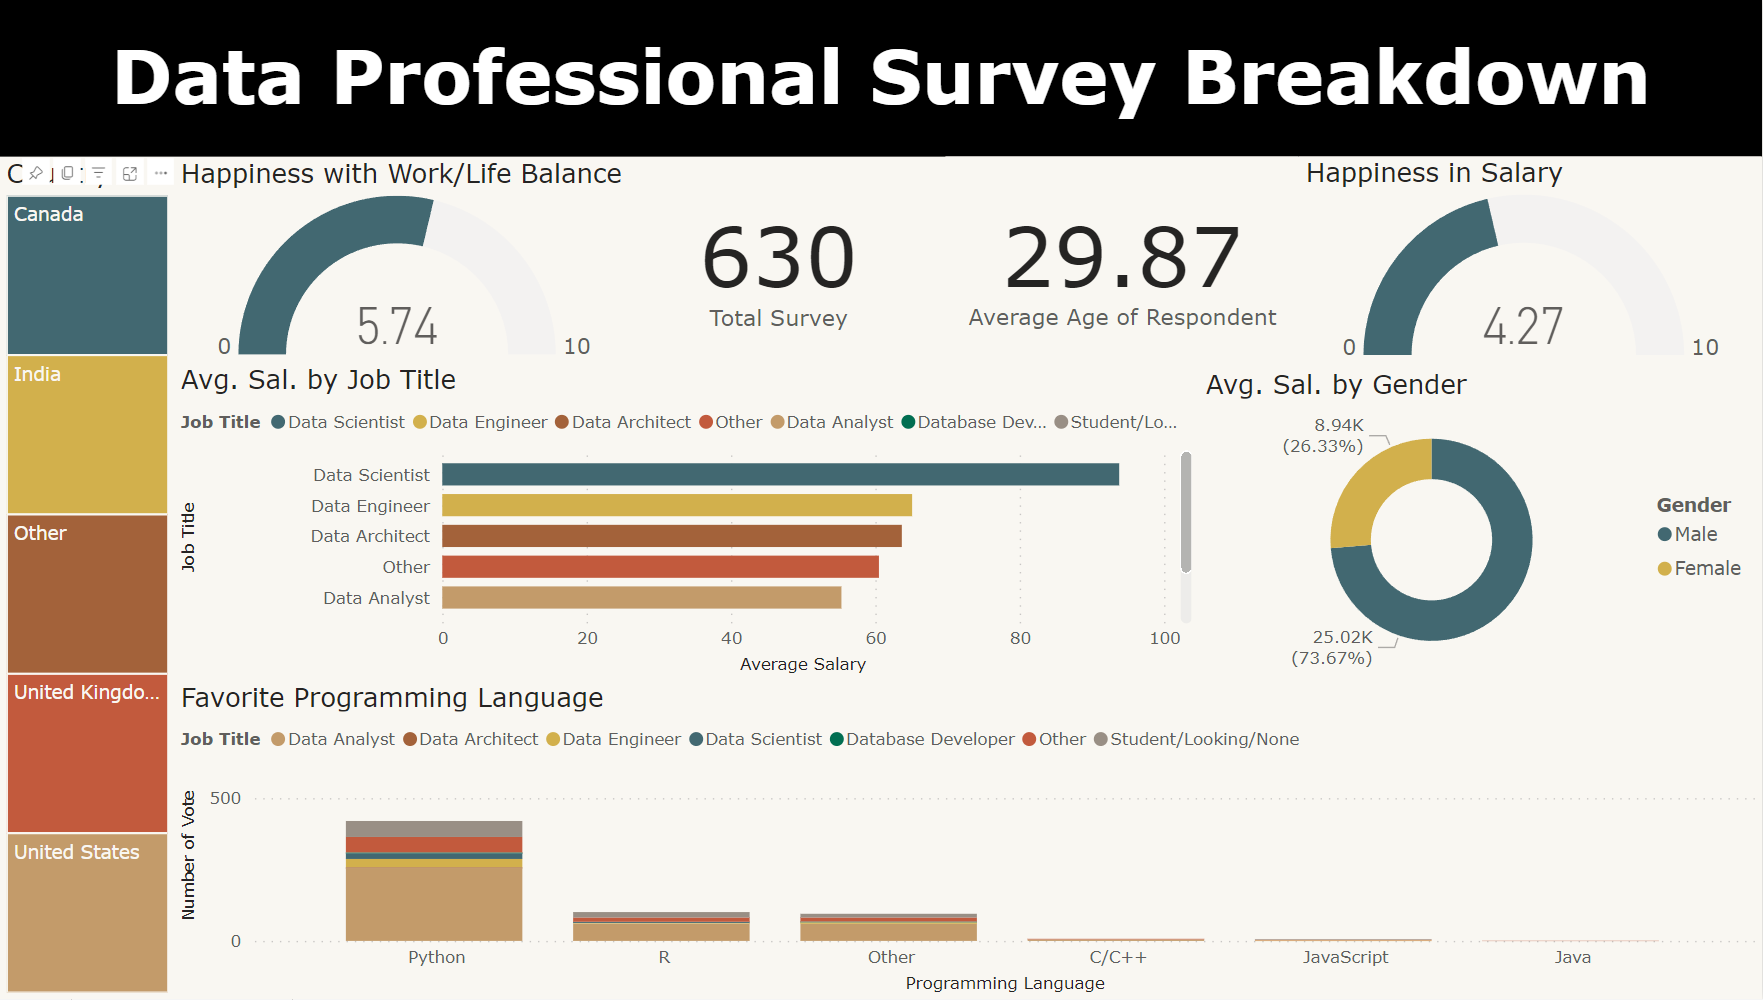 Data Professional Survey Breakdown
Happiness with Work/Life Balance
Happiness in Salary
Canada
India
Other
United Kingdo...
United States
5.74
0
10
630
Total Survey
29.87
Average Age of Respondent
4.27
0
10
Avg. Sal. by Job Title
Job Title Data Scientist Data Engineer Data Architect Other Data Analyst Database Dev... Student/Lo...
Job Title
Data Scientist
Data Engineer
Data Architect
Other
Data Analyst
0 20 40 60 80 100
Average Salary
Avg. Sal. by Gender
8.94K
(26.33%)
25.02K
(73.67%)
Gender
Male
Female
Favorite Programming Language
Job Title Data Analyst Data Architect Data Engineer Data Scientist Database Developer Other Student/Looking/None
Number of Vote
500
0
Python R Other C/C++ JavaScript Java
Programming Language